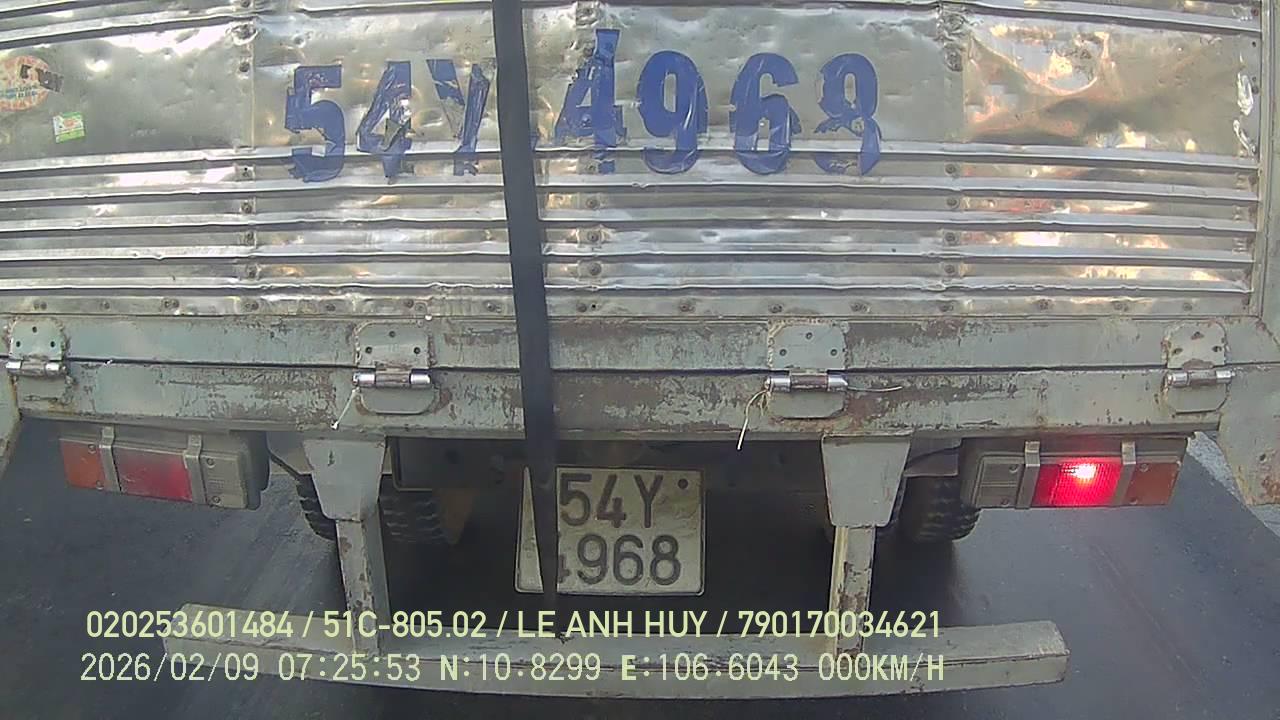 54Y 4968
54Y
4968
020253601484 / 51C-805.02 / LE ANH HUY / 790170034621
2026/02/09 07:25:53 N:10.8299 E:106.6043 000KM/H